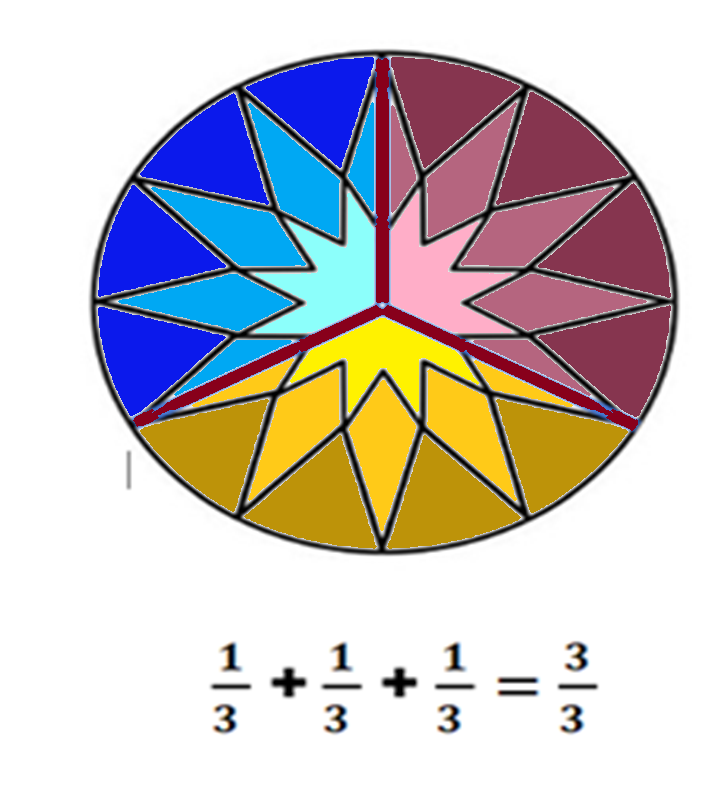 1/3 + 1/3 + 1/3 = 3/3